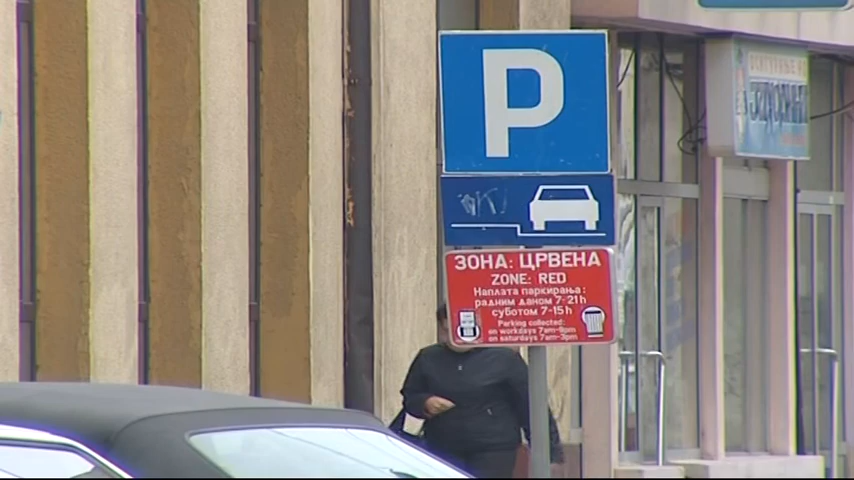 P
ЗОНА: ЦРВЕНА
ZONE: RED
Наплата паркирања:
радним даном 7-21h
суботом 7-15h
Parking collected:
on workdays 7am-9pm
on saturdays 7am-3pm